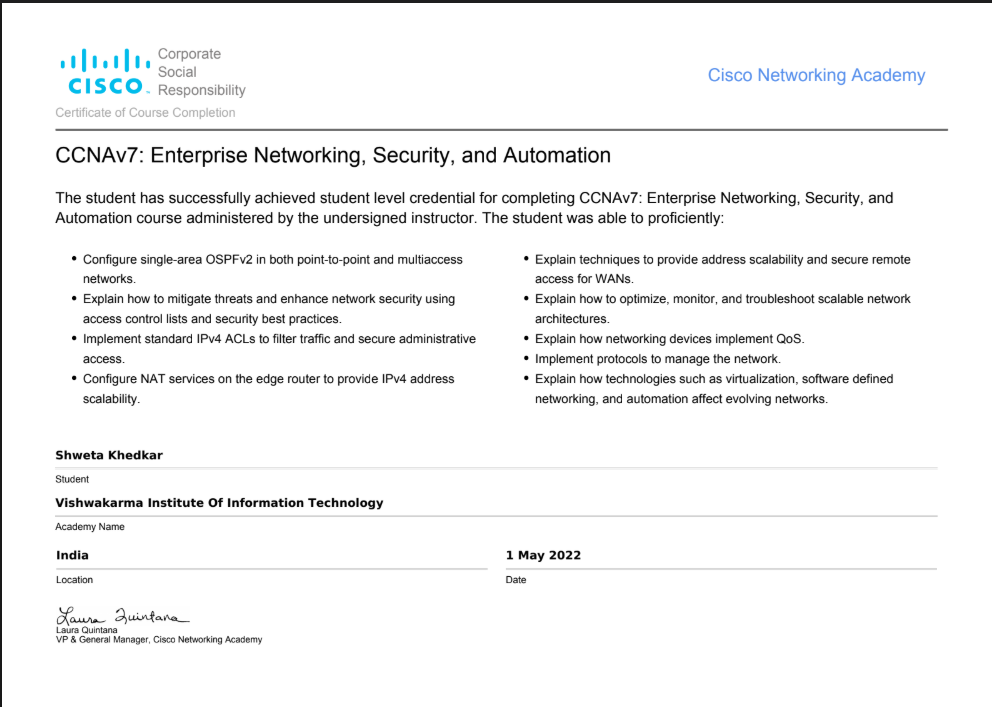 Corporate
Social
Responsibility
CISCO
Cisco Networking Academy
Certificate of Course Completion
CCNAv7: Enterprise Networking, Security, and Automation
The student has successfully achieved student level credential for completing CCNAv7: Enterprise Networking, Security, and
Automation course administered by the undersigned instructor. The student was able to proficiently:
• Configure single-area OSPFv2 in both point-to-point and multiaccess
networks.
• Explain how to mitigate threats and enhance network security using
access control lists and security best practices.
• Implement standard IPv4 ACLs to filter traffic and secure administrative
access.
• Configure NAT services on the edge router to provide IPv4 address
scalability.
• Explain techniques to provide address scalability and secure remote
access for WANs.
• Explain how to optimize, monitor, and troubleshoot scalable network
architectures.
• Explain how networking devices implement QoS.
• Implement protocols to manage the network.
• Explain how technologies such as virtualization, software defined
networking, and automation affect evolving networks.
Shweta Khedkar
Student
Vishwakarma Institute Of Information Technology
Academy Name
India
Location
1 May 2022
Date
Laura Quintana
Laura Quintana
VP & General Manager, Cisco Networking Academy